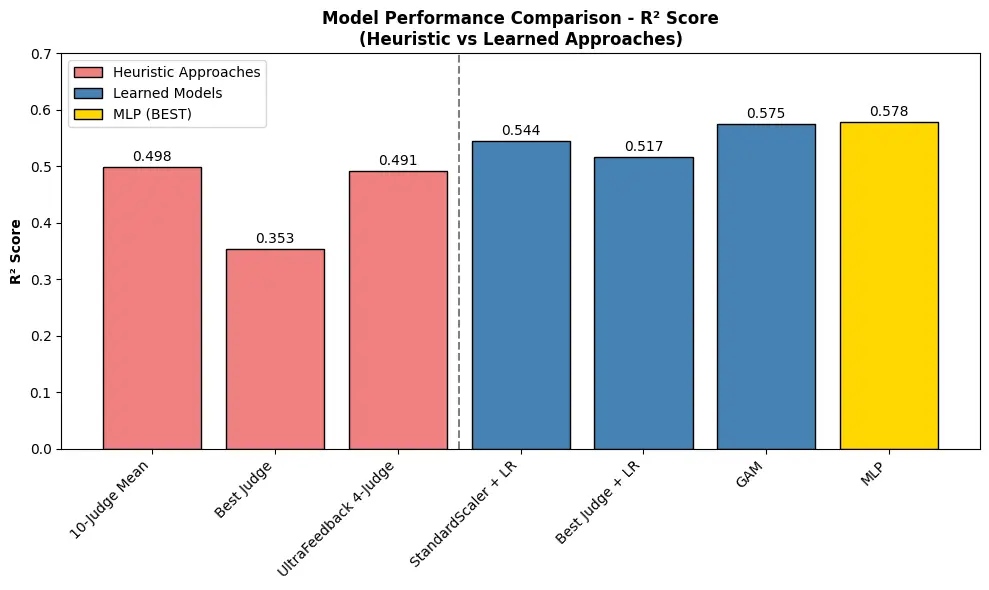 Model Performance Comparison - R² Score
(Heuristic vs Learned Approaches)
Heuristic Approaches
Learned Models
MLP (BEST)
R² Score
0.7
0.6
0.5
0.4
0.3
0.2
0.1
0.0
0.498
0.353
0.491
0.544
0.517
0.575
0.578
10-Judge Mean
Best Judge
UltraFeedback 4-Judge
StandardScaler + LR
Best Judge + LR
GAM
MLP